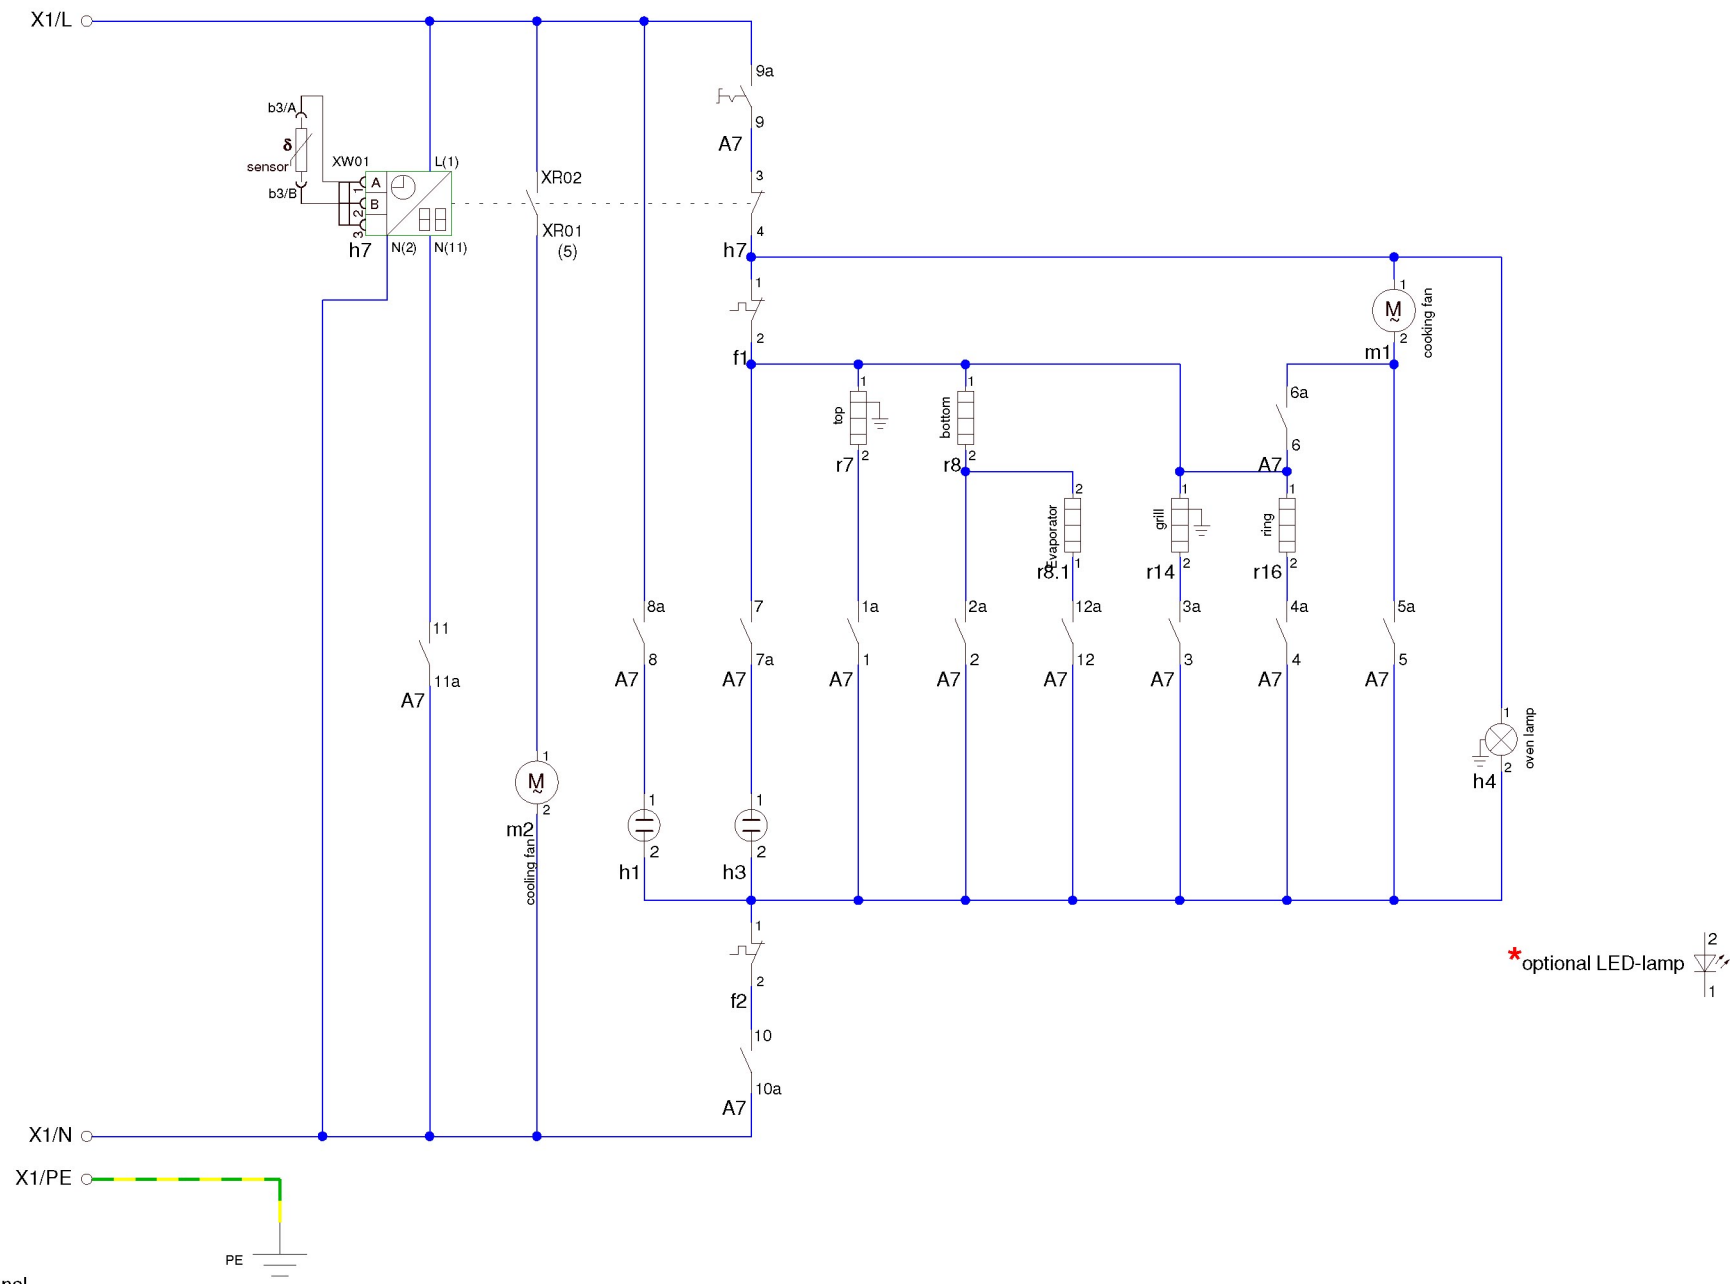 X1/L
9a
b3/A
9
δ
A7
sensor
XW01
L(1)
3
XR02
A
1
b3/B
B
2
3
XR01
4
h7
N(2)
N(11)
(5)
h7
1
1
M
~
cooking fan
2
2
f1
m1
1
1
6a
top
bottom
6
2
2
r7
r8
A7
2
1
1
Evaporator
grill
ring
1
2
2
r8.1
r14
r16
8a
7
1a
2a
12a
3a
4a
5a
11
8
7a
1
2
12
3
4
5
A7
A7
A7
A7
A7
A7
A7
A7
11a
A7
1
oven lamp
1
M
~
2
h4
2
1
1
m2
cooling fan
2
2
h1
h3
1
2
*optional LED-lamp
2
1
f2
10
10a
A7
X1/N
X1/PE
PE